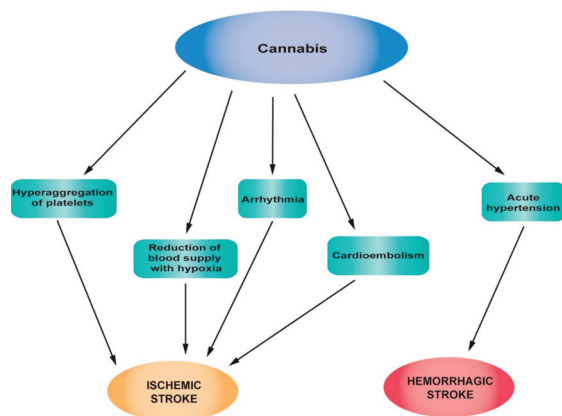 Cannabis
Hyperaggregation
of platelets
Arrhythmia
Acute
hypertension
Reduction of
blood supply
with hypoxia
Cardioembolism
ISCHEMIC
STROKE
HEMORRHAGIC
STROKE